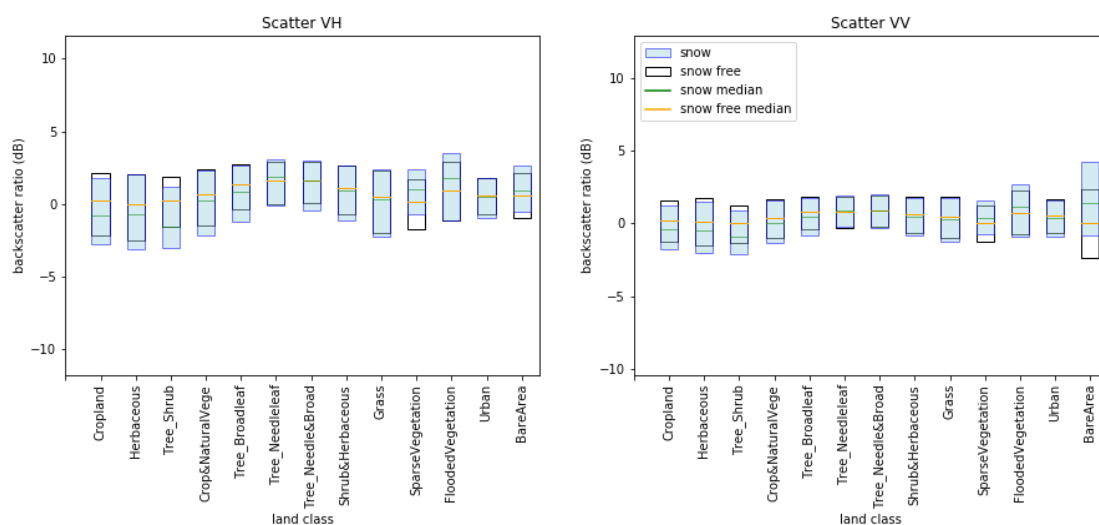 Scatter VH
backscatter ratio (dB)
10
5
0
−5
−10
Cropland
Herbaceous
Tree_Shrub
Crop&NaturalVege
Tree_Broadleaf
Tree_Needleleaf
Tree_Needle&Broad
Shrub&Herbaceous
Grass
SparseVegetation
FloodedVegetation
Urban
BareArea
land class
Scatter VV
backscatter ratio (dB)
10
5
0
−5
−10
snow
snow free
snow median
snow free median
Cropland
Herbaceous
Tree_Shrub
Crop&NaturalVege
Tree_Broadleaf
Tree_Needleleaf
Tree_Needle&Broad
Shrub&Herbaceous
Grass
SparseVegetation
FloodedVegetation
Urban
BareArea
land class